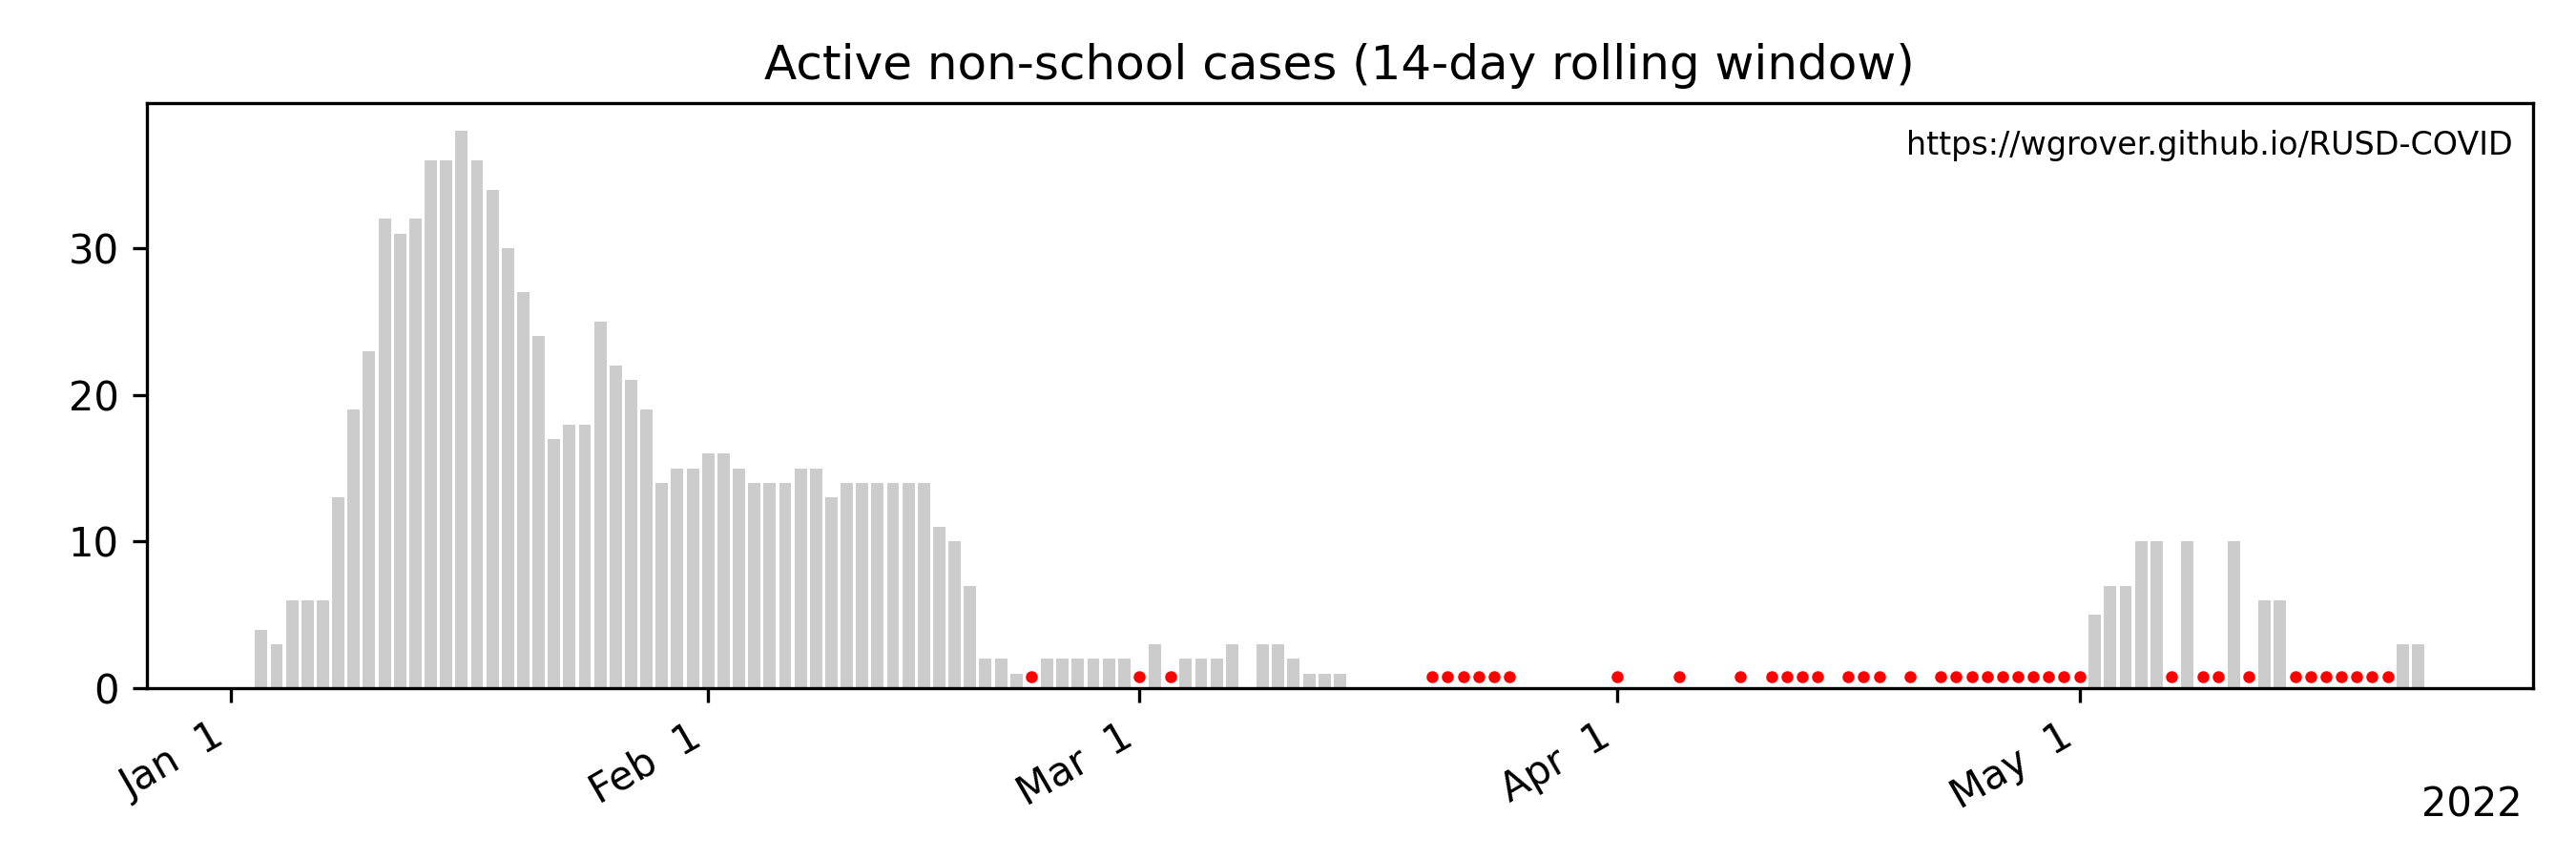 Active non-school cases (14-day rolling window)
https://wgrover.github.io/RUSD-COVID
30
20
10
0
Jan 1
Feb 1
Mar 1
Apr 1
May 1
2022